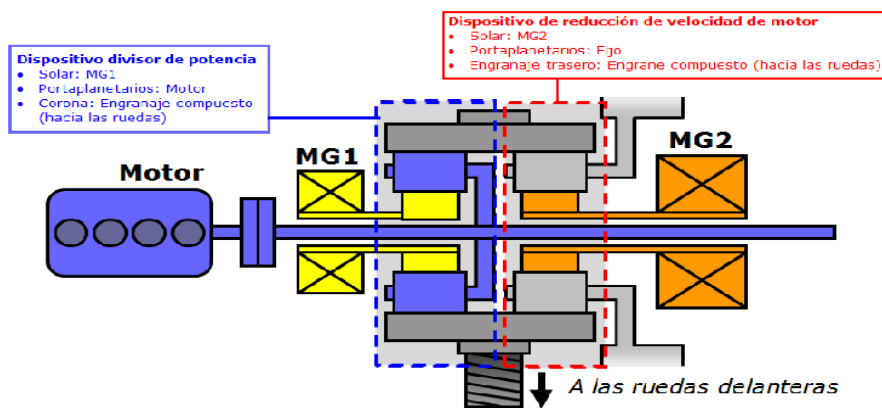 Dispositivo de reducción de velocidad de motor
• Solar: MG2
• Portaplanetarios: Fijo
• Engranaje trasero: Engrane compuesto (hacia las ruedas)
Dispositivo divisor de potencia
• Solar: MG1
• Portaplanetarios: Motor
• Corona: Engranaje compuesto
(hacia las ruedas)
MG1
MG2
Motor
A las ruedas delanteras